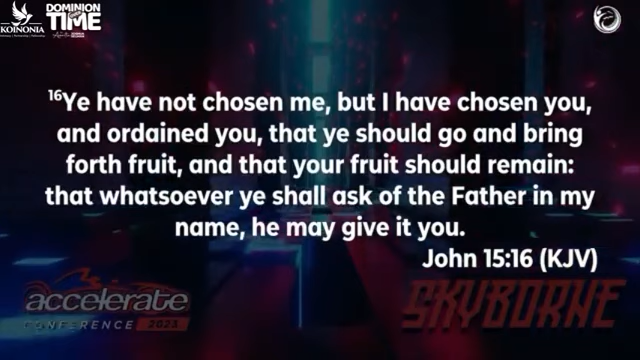 KOINONIA
DOMINION
OVER
TIME
16Ye have not chosen me, but I have chosen you,
and ordained you, that ye should go and bring
forth fruit, and that your fruit should remain:
that whatsoever ye shall ask of the Father in my
name, he may give it you.
John 15:16 (KJV)
accelerate
CONFERENCE 2023
SKYBORNE